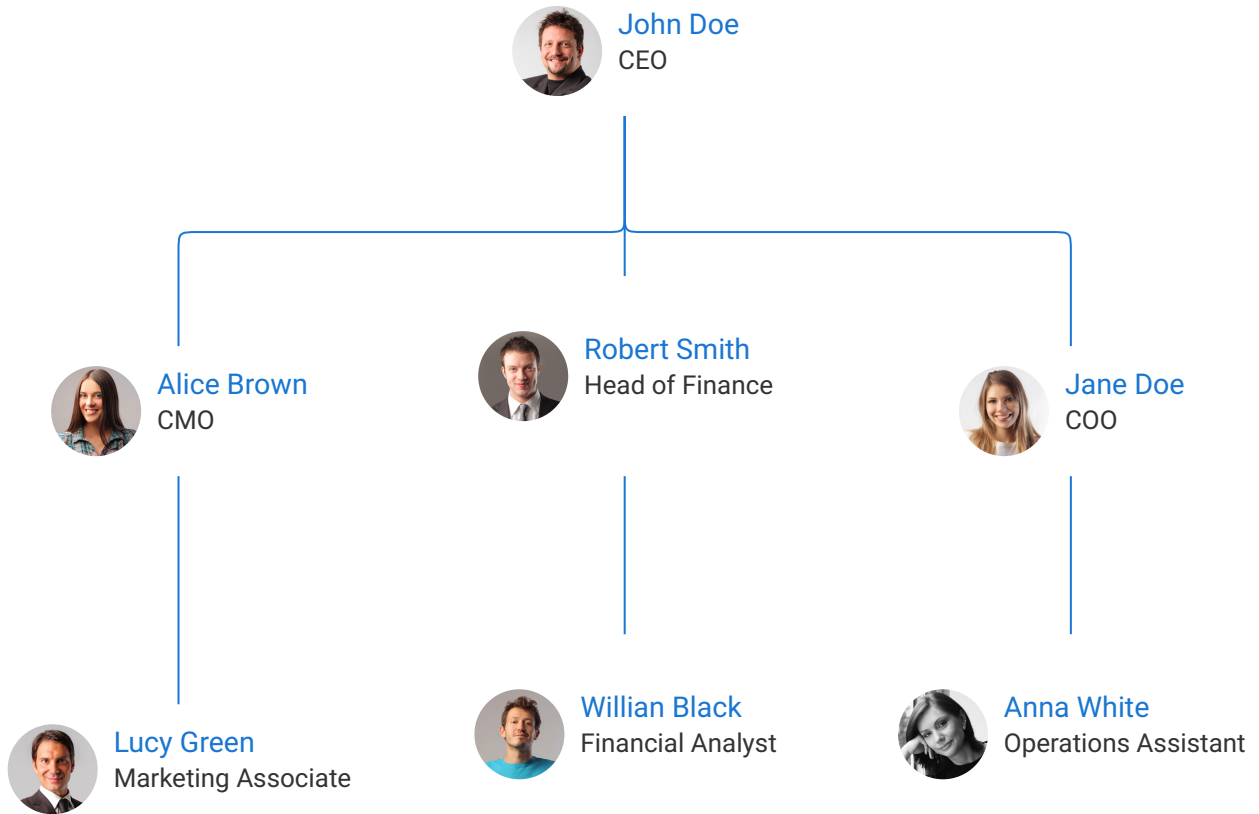 John Doe
CEO
Alice Brown
CMO
Robert Smith
Head of Finance
Jane Doe
COO
Lucy Green
Marketing Associate
Willian Black
Financial Analyst
Anna White
Operations Assistant